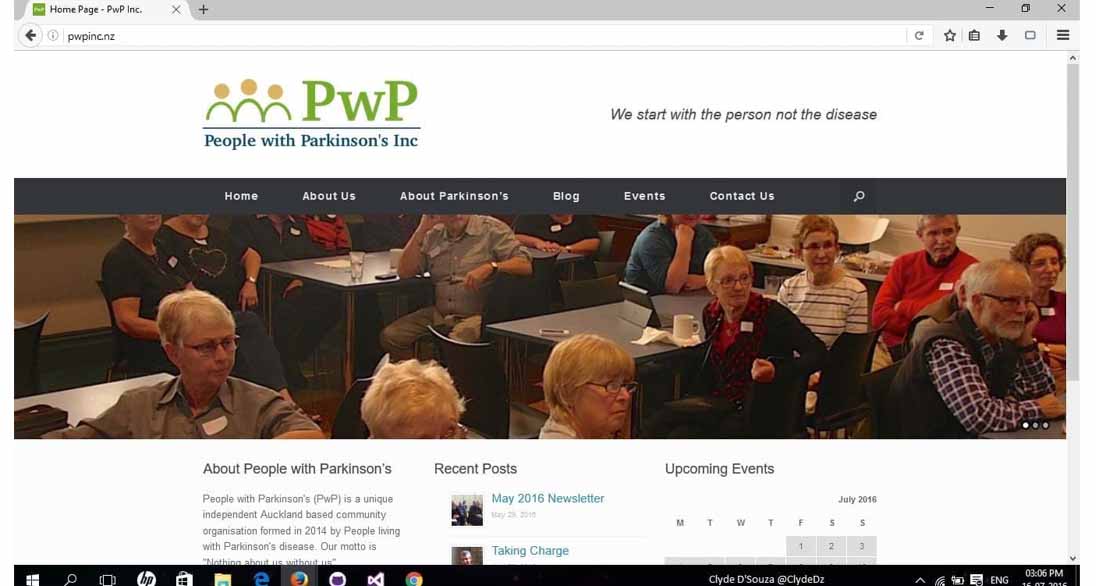 PwP Home Page - PwP Inc.
pwpinc.nz
PwP
People with Parkinson's Inc
We start with the person not the disease
Home About Us About Parkinson's Blog Events Contact Us
About People with Parkinson's
People with Parkinson's (PwP) is a unique
independent Auckland based community
organisation formed in 2014 by People living
with Parkinson's disease. Our motto is
"Nothing about us without us"
Recent Posts
May 2016 Newsletter
May 29, 2016
Taking Charge
Upcoming Events
July 2016
M T W T F S S
1 2 3
hp
Clyde D'Souza @ClydeDz
ENG
03:06 PM
16-07-2016